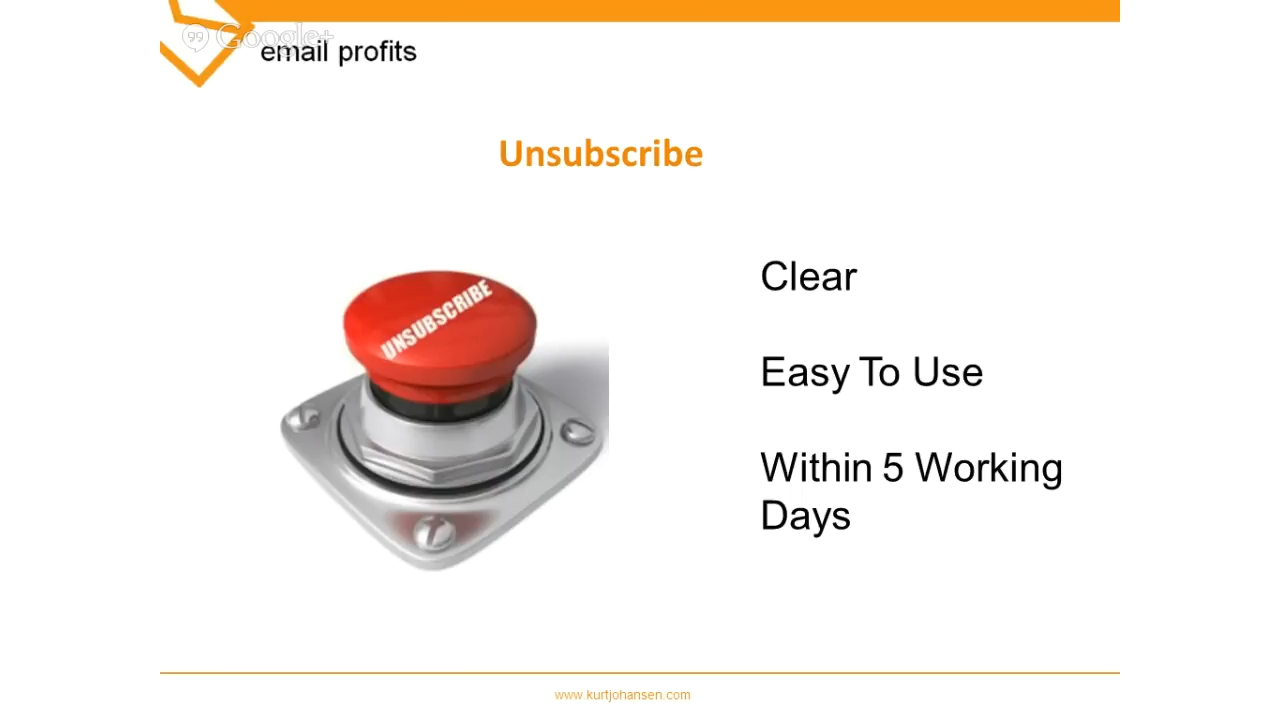 Google+
email profits
Unsubscribe
UNSUBSCRIBE
Clear
Easy To Use
Within 5 Working
Days
www.kurtjohansen.com